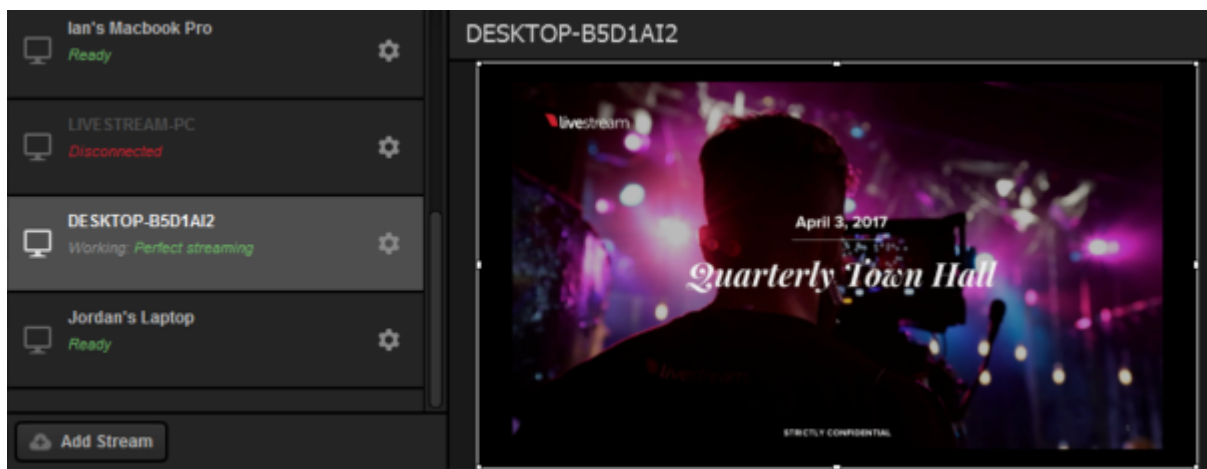 Ian's Macbook Pro
Ready
LIVESTREAM-PC
Disconnected
DESKTOP-B5D1AI2
Working: Perfect streaming
Jordan's Laptop
Ready
Add Stream
DESKTOP-B5D1AI2
livestream
April 3, 2017
Quarterly Town Hall
livestream
STRICTLY CONFIDENTIAL